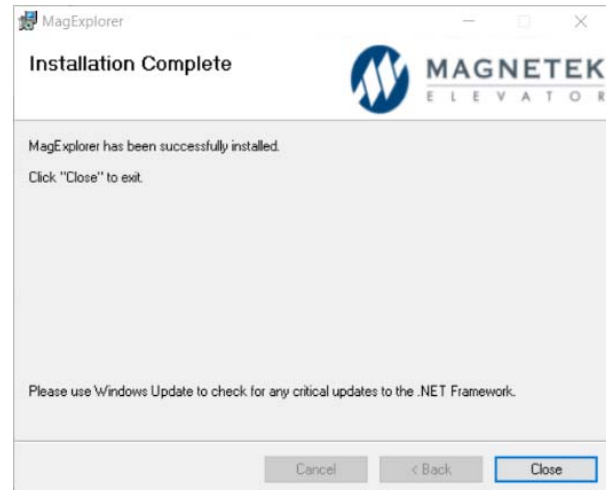 MagExplorer
Installation Complete
MAGNETEK
ELEVATOR
MagExplorer has been successfully installed.
Click "Close" to exit.
Please use Windows Update to check for any critical updates to the .NET Framework.
Cancel
< Back
Close